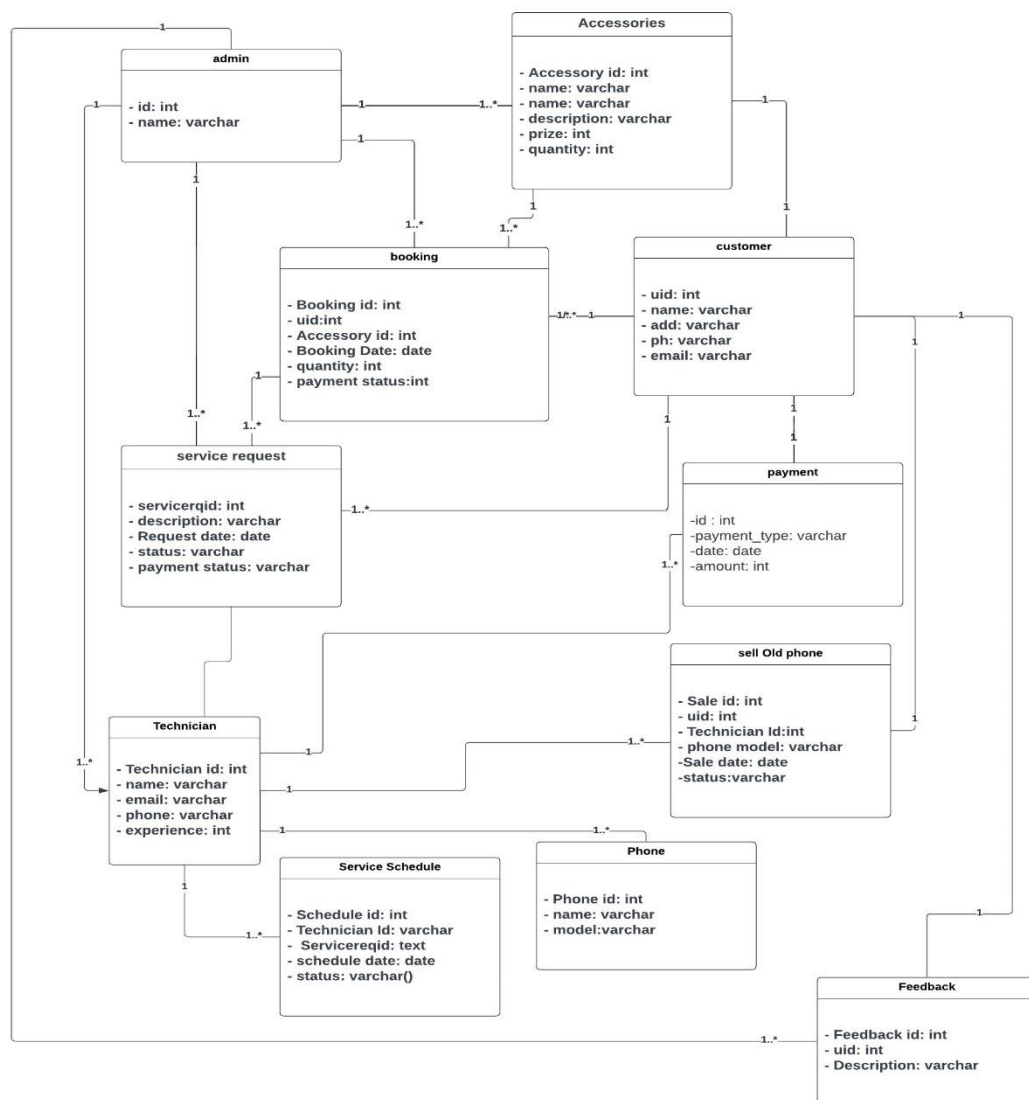 1
1
Accessories
- Accessory id: int
- name: varchar
- name: varchar
- description: varchar
- prize: int
- quantity: int
admin
- id: int
- name: varchar
1
1
1..*
1
1
1
1
1..*
1..*
1
booking
- Booking id: int
- uid:int
- Accessory id: int
- Booking Date: date
- quantity: int
- payment status:int
customer
- uid: int
- name: varchar
- add: varchar
- ph: varchar
- email: varchar
1
1
1
1
1..*
1..*
1
1
1
service request
- servicerqid: int
- description: varchar
- Request date: date
- status: varchar
- payment status: varchar
1..*
payment
-id : int
-payment_type: varchar
-date: date
-amount: int
1..*
sell Old phone
- Sale id: int
- uid: int
- Technician Id:int
- phone model: varchar
-Sale date: date
-status:varchar
1
Technician
- Technician id: int
- name: varchar
- email: varchar
- phone: varchar
- experience: int
1..*
1
1
1..*
1
1..*
Phone
- Phone id: int
- name: varchar
- model:varchar
1
1..*
Service Schedule
- Schedule id: int
- Technician Id: varchar
- Servicereqid: text
- schedule date: date
- status: varchar()
1
Feedback
- Feedback id: int
- uid: int
- Description: varchar
1..*